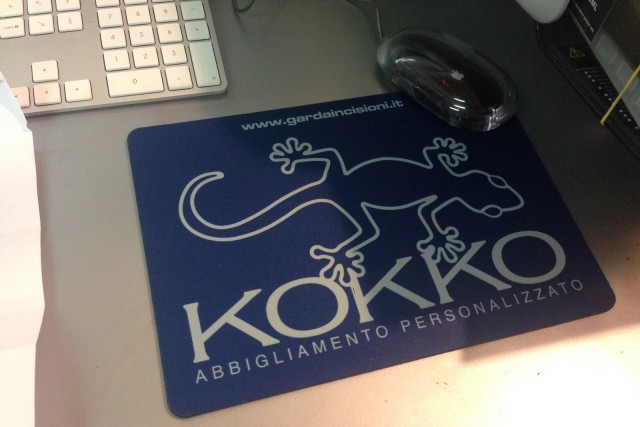 www.gardaincisioni.it
KOKKO
ABBIGLIAMENTO PERSONALIZZATO